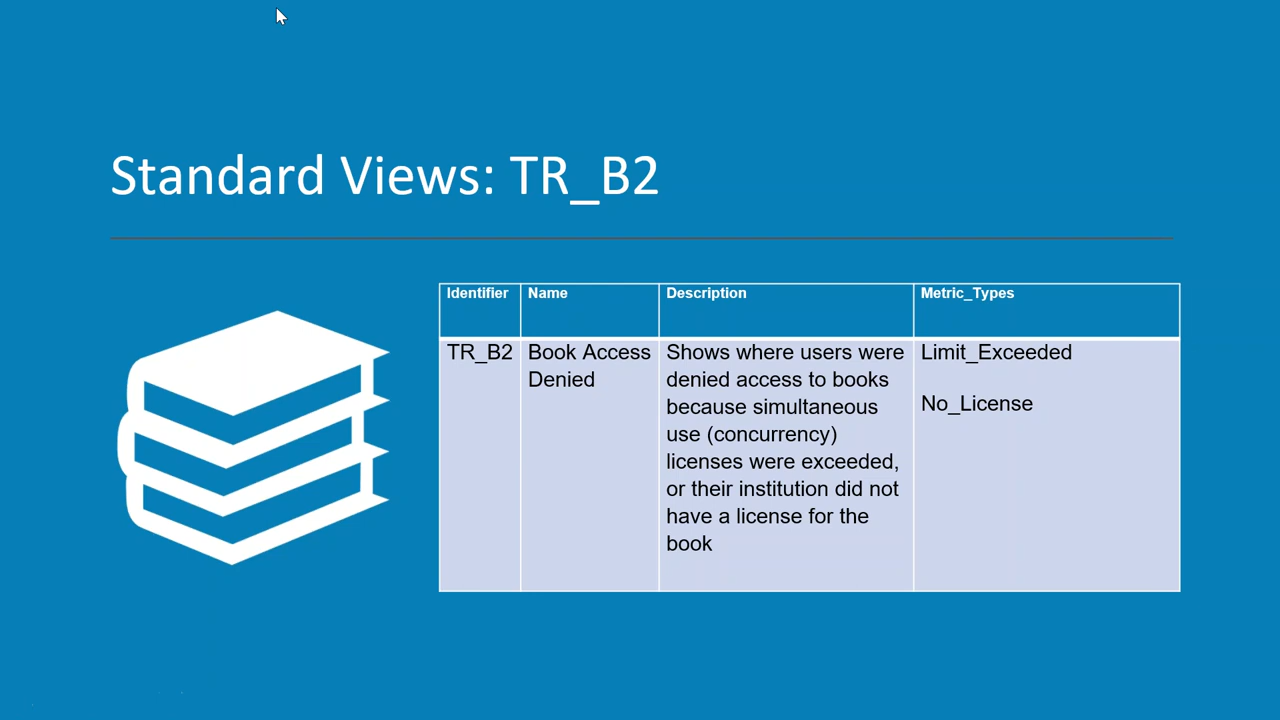 Standard Views: TR_B2
Identifier
Name
Description
Metric_Types
TR_B2
Book Access
Denied
Shows where users were
denied access to books
because simultaneous
use (concurrency)
licenses were exceeded,
or their institution did not
have a license for the
book
Limit_Exceeded
No_License